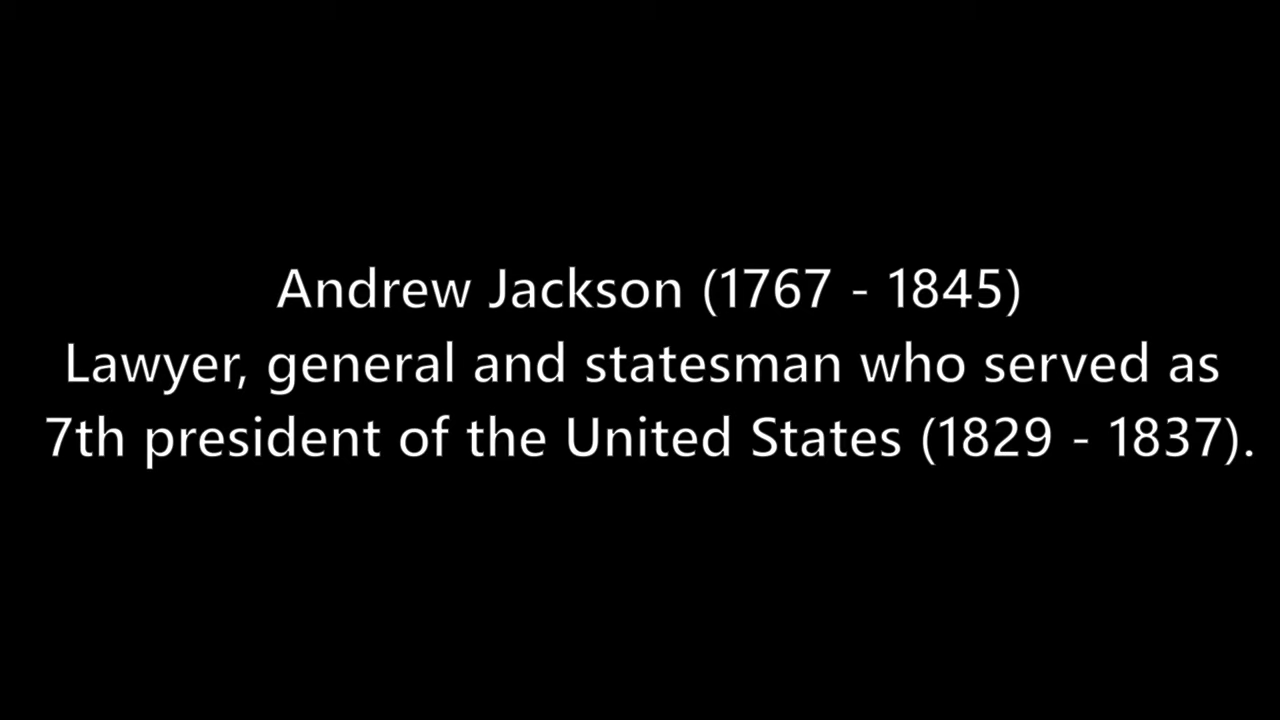 Andrew Jackson (1767 - 1845)
Lawyer, general and statesman who served as
7th president of the United States (1829 - 1837).